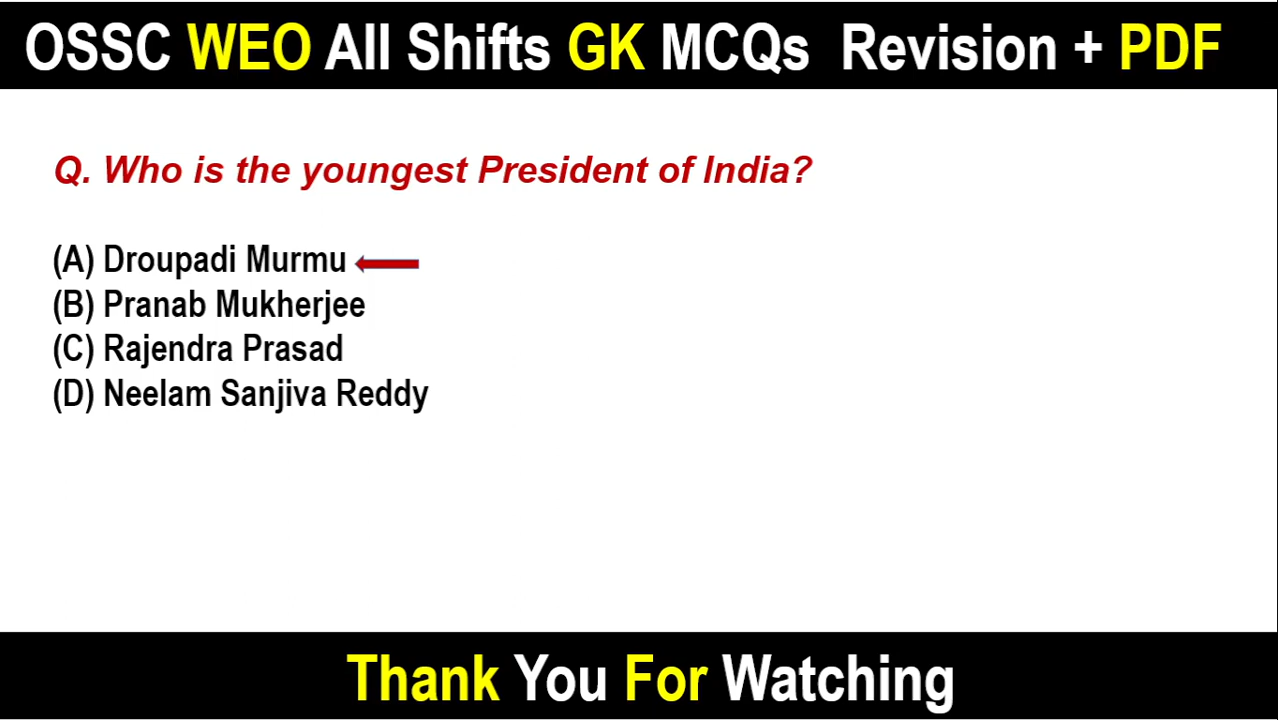 OSSC WEO All Shifts GK MCQs Revision + PDF
Q. Who is the youngest President of India?
(A) Droupadi Murmu
(B) Pranab Mukherjee
(C) Rajendra Prasad
(D) Neelam Sanjiva Reddy
Thank You For Watching